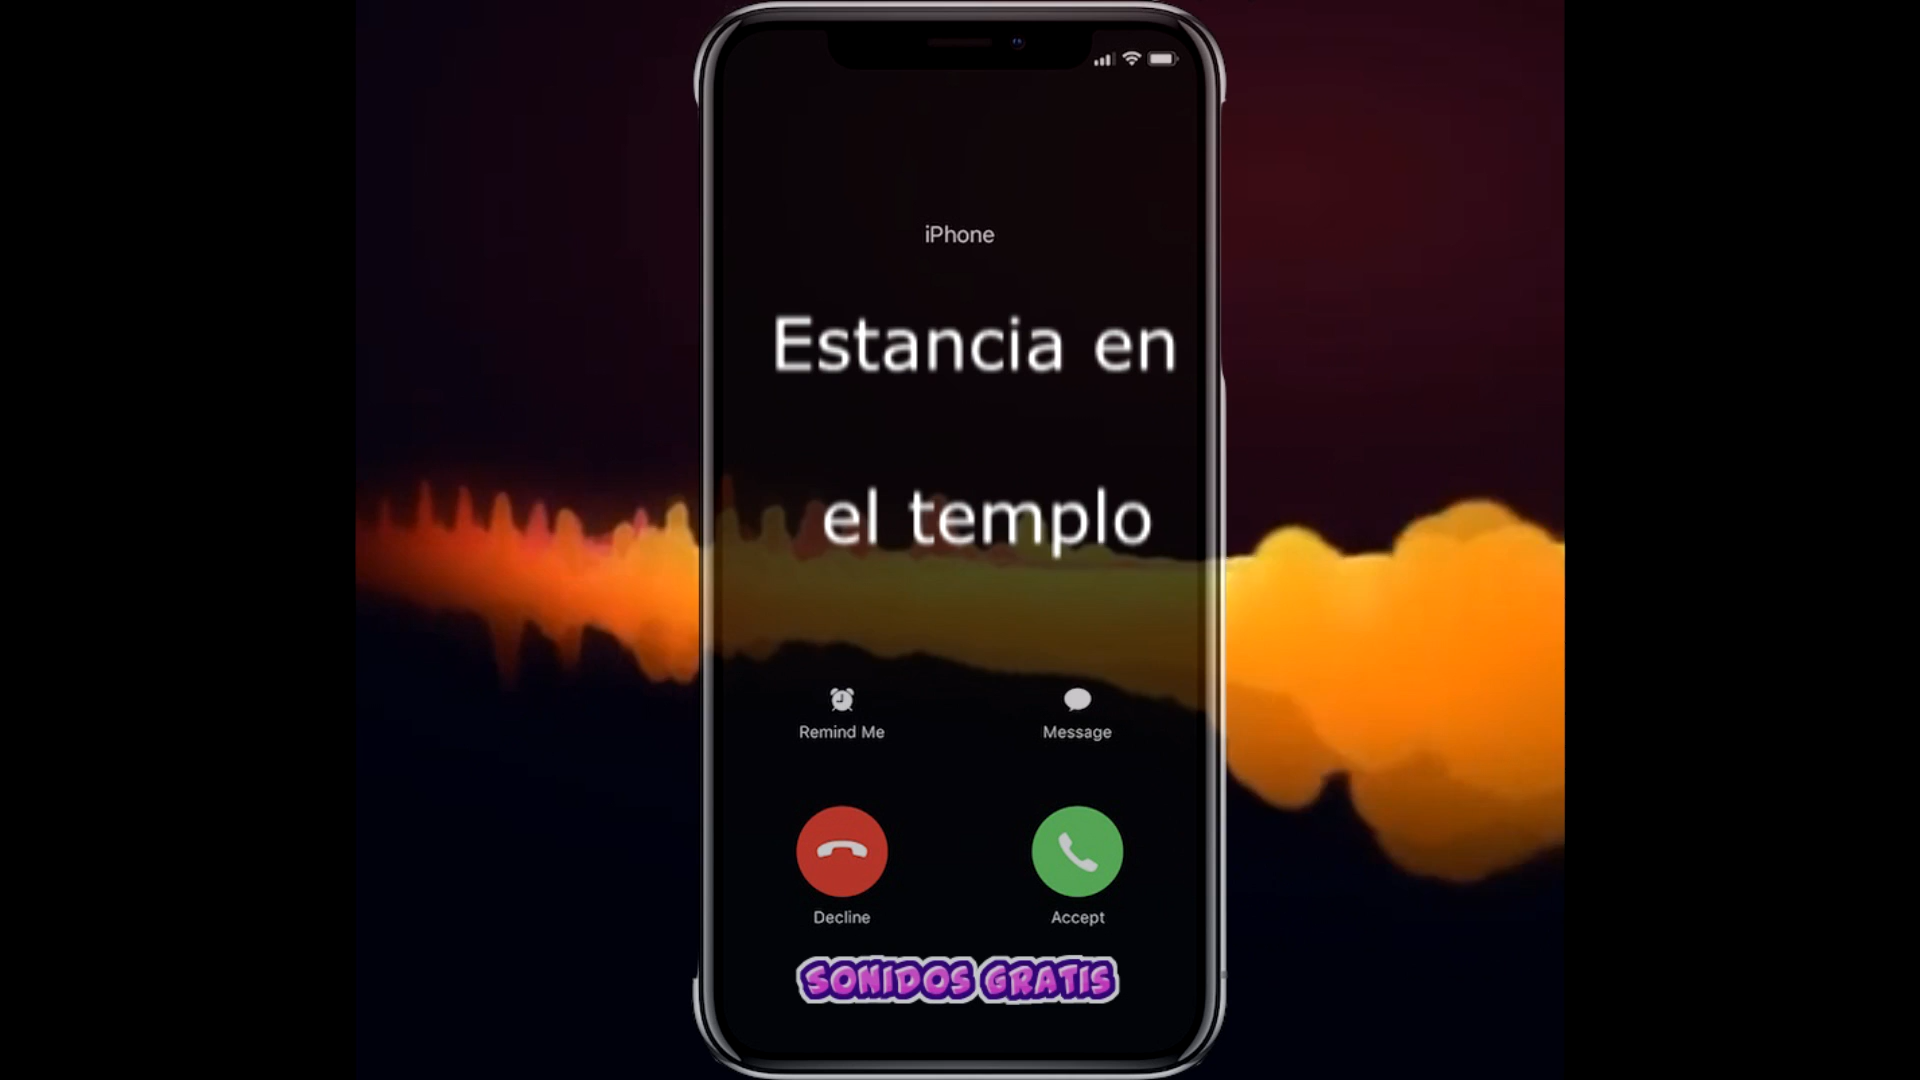 iPhone
Estancia en
el templo
Remind Me
Message
Decline
Accept
SONIDOS GRATIS